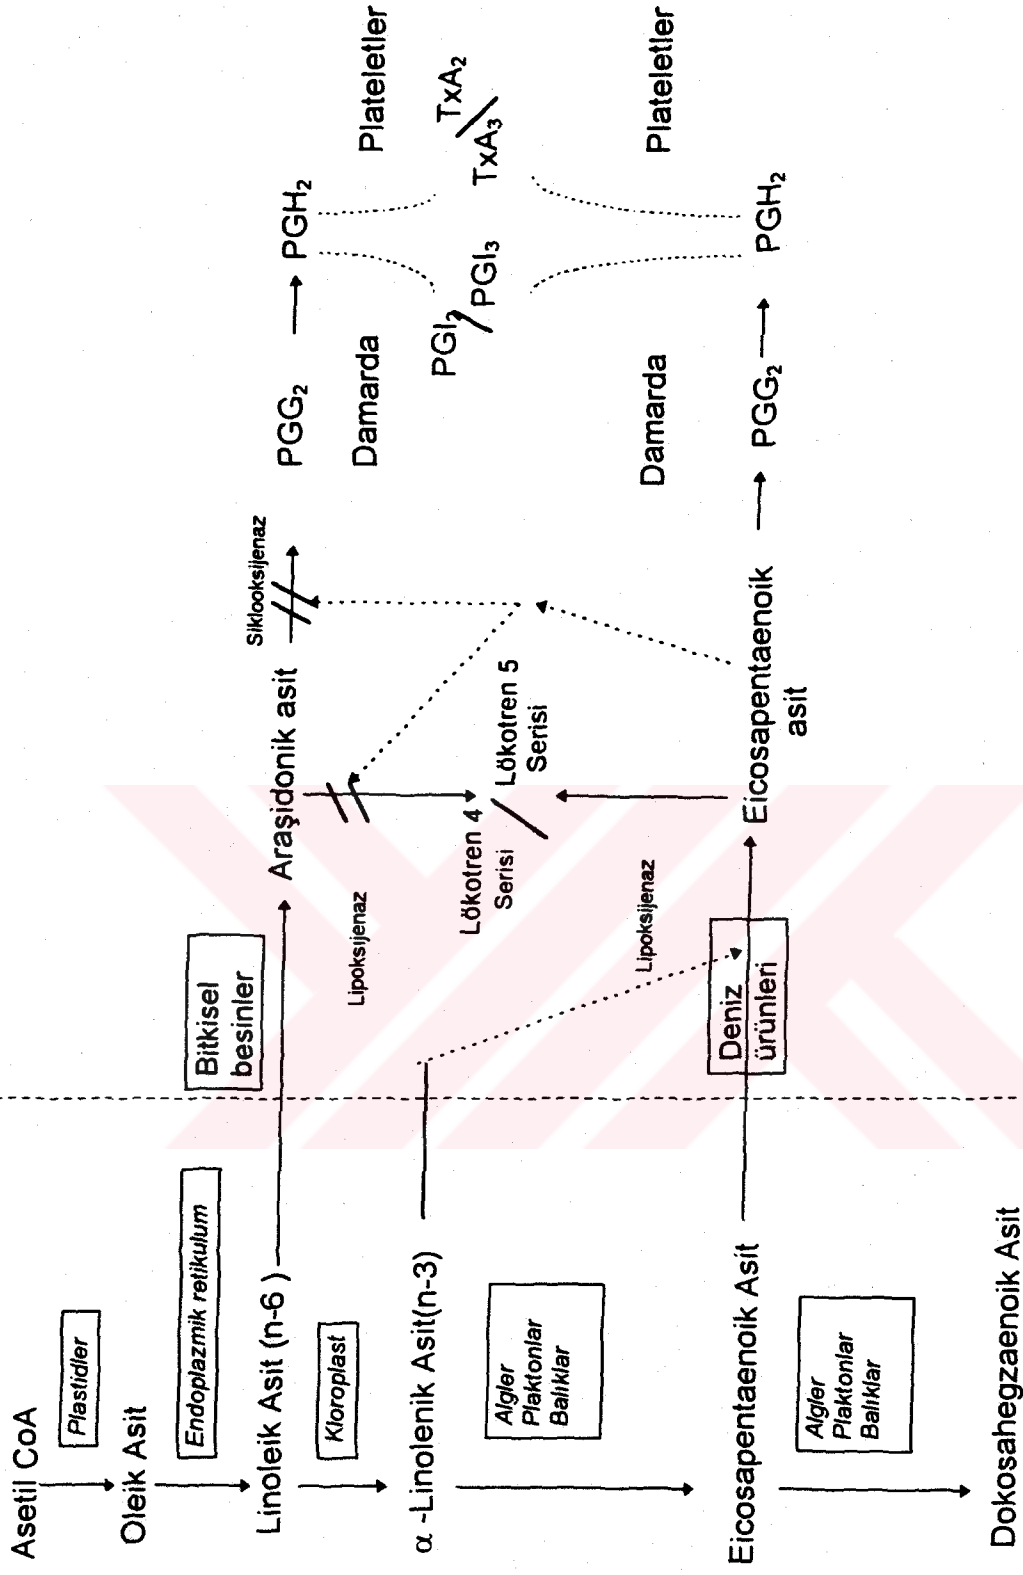 Asetil CoA
Plastidler
Oleik Asit
Endoplazmik retikulum
Linoleik Asit (n-6 )
Kloroplast
α -Linolenik Asit(n-3)
Algler
Plaktonlar
Balıklar
Eicosapentaenoik Asit
Algler
Plaktonlar
Balıklar
Dokosahegzaenoik Asit
Bitkisel
besinler
Araşidonik asit
Siklooksijenaz
PGG2
PGH2
Lipoksijenaz
Damarda
Plateletler
Lökotren 4
Serisi
Lökotren 5
Serisi
PGI2
PGI3
TxA2
TxA3
Lipoksijenaz
Damarda
Plateletler
Deniz
ürünleri
Eicosapentaenoik
asit
PGG2
PGH2